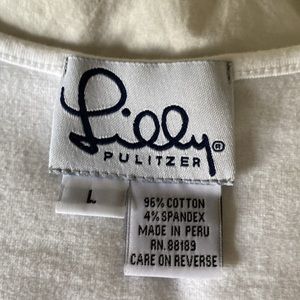 Lilly®
PULITZER
L
96% COTTON
4% SPANDEX
MADE IN PERU
RN. 88189
CARE ON REVERSE